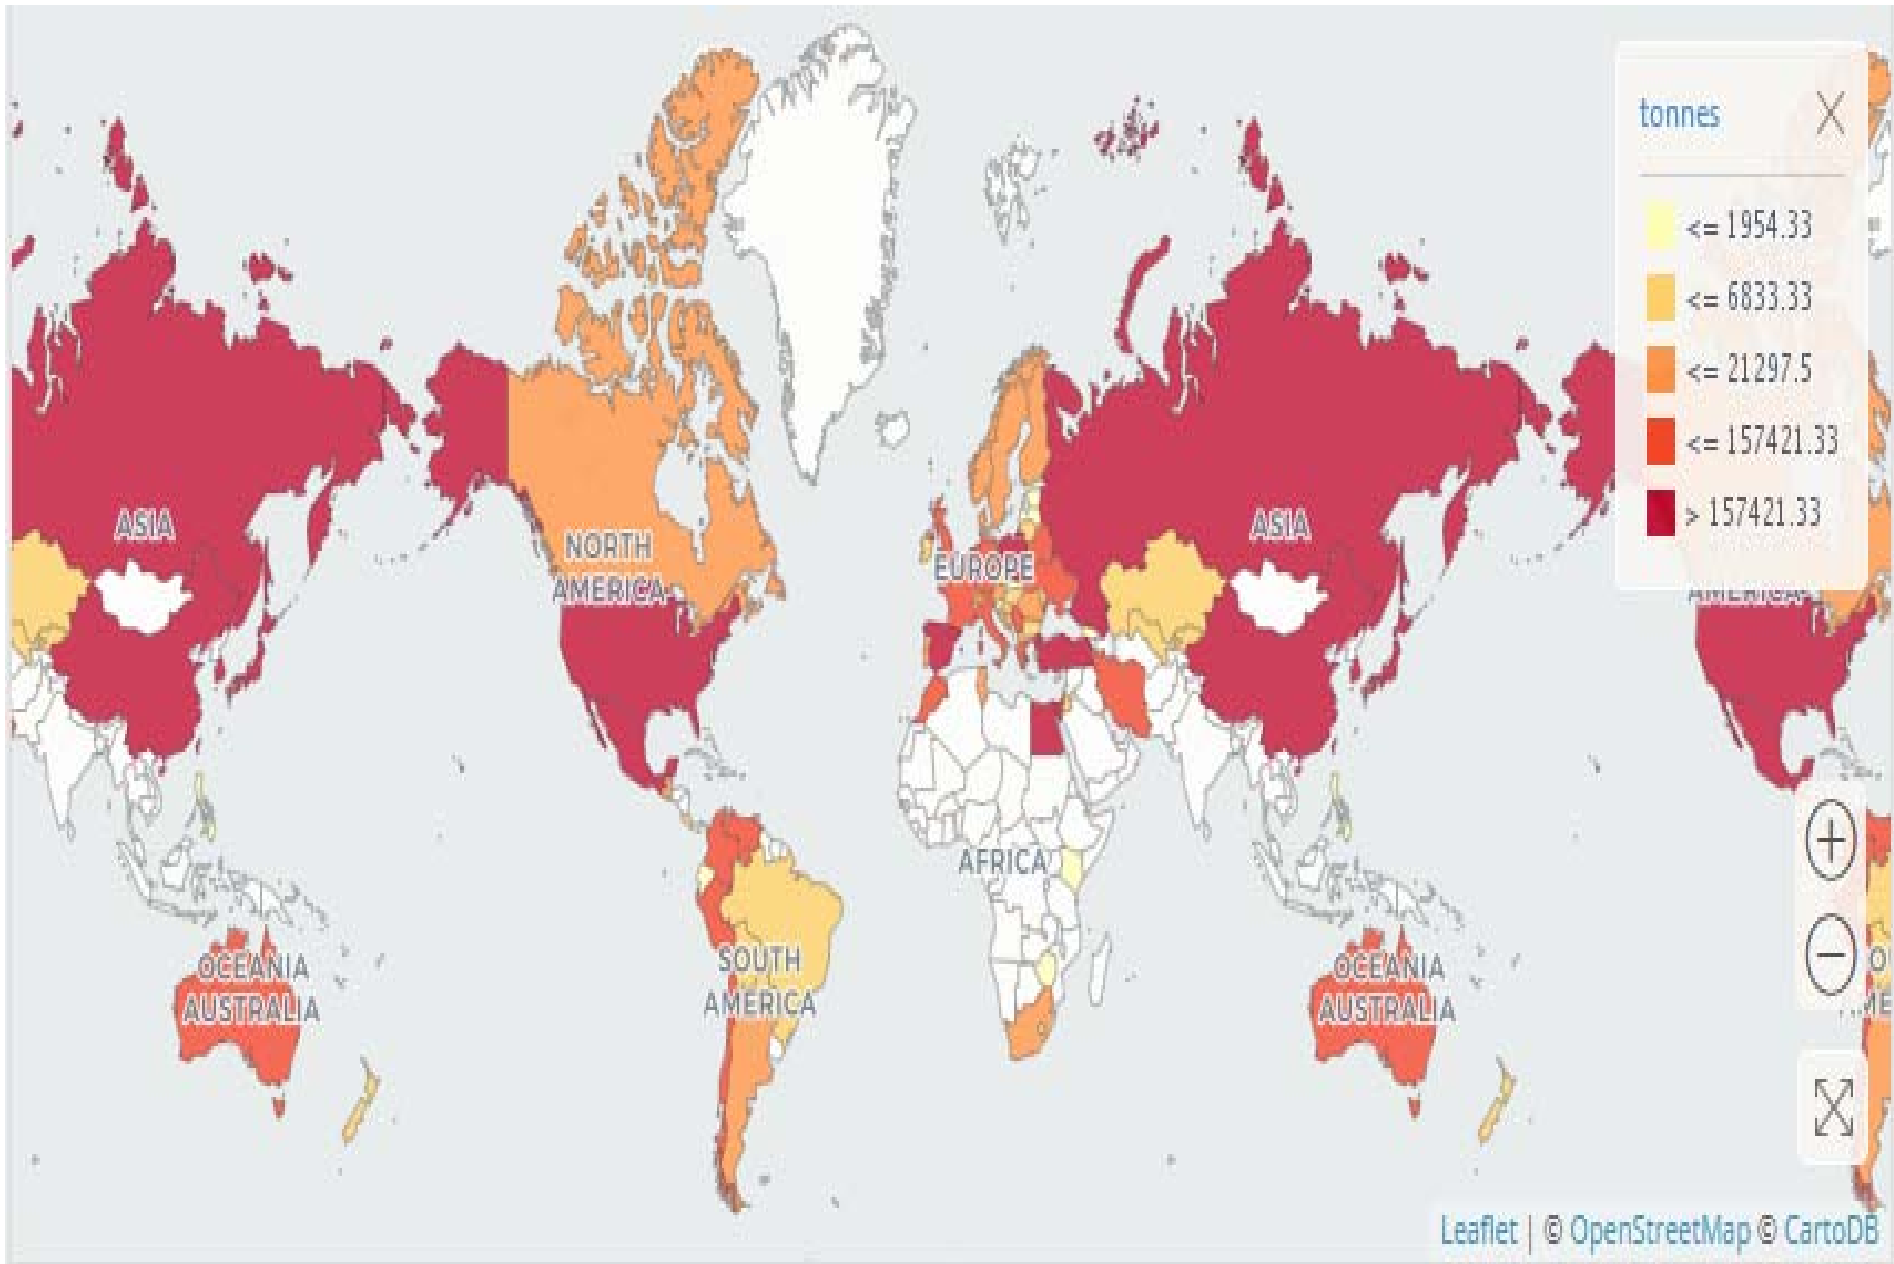 tonnes
<= 1954.33
<= 6833.33
<= 21297.5
<= 157421.33
> 157421.33
ASIA
NORTH
AMERICA
EUROPE
ASIA
AMERICA
AFRICA
SOUTH
AMERICA
OCEANIA
AUSTRALIA
OCEANIA
AUSTRALIA
Leaflet | © OpenStreetMap © CartoDB